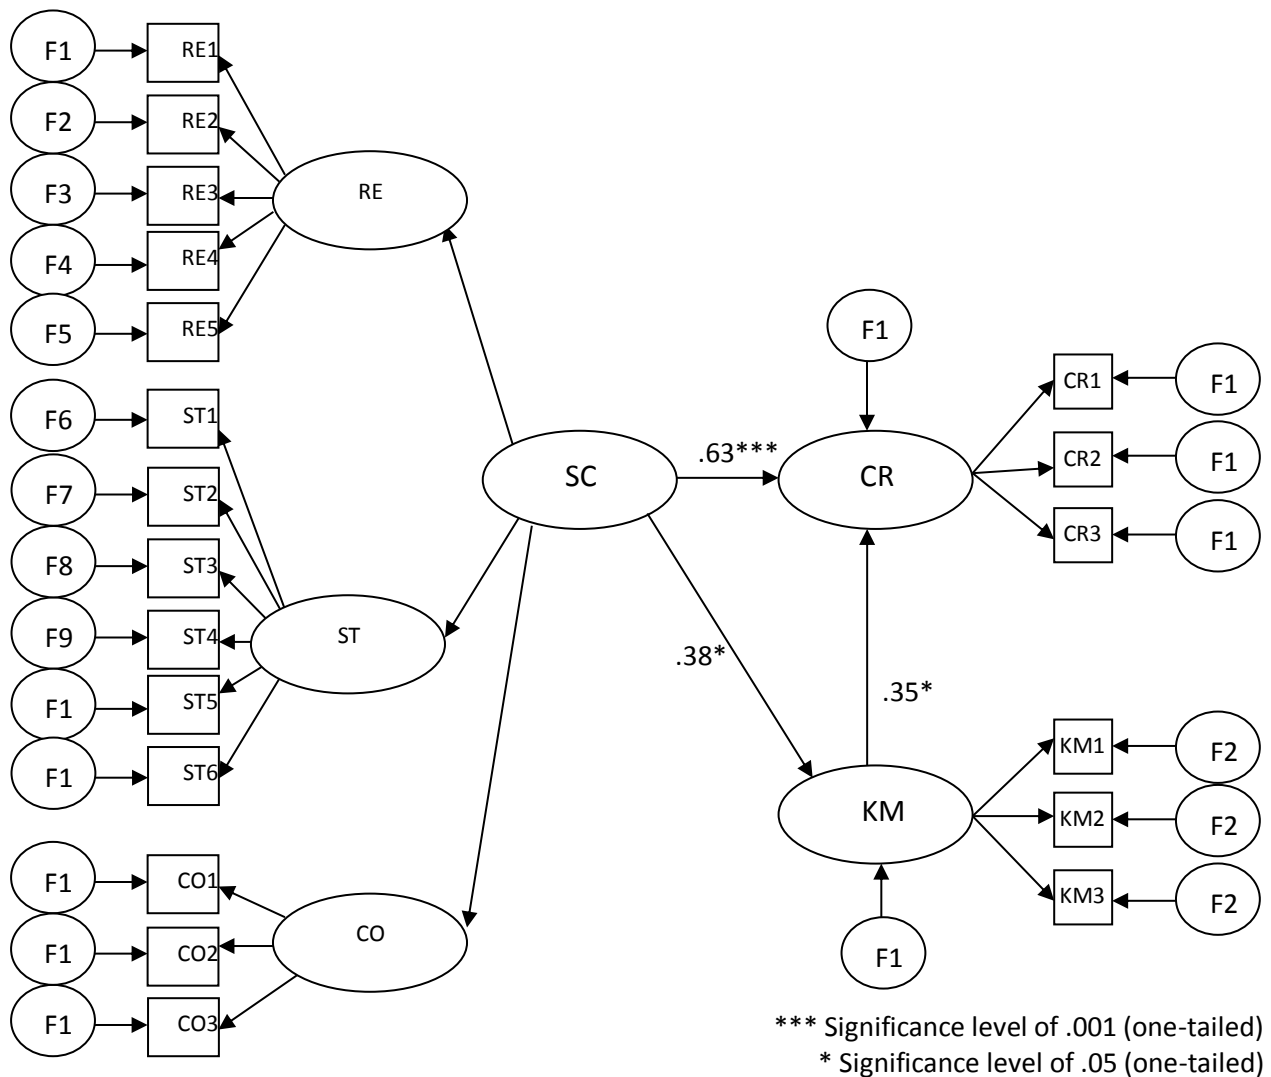 F1 RE1
F2 RE2
F3 RE3
F4 RE4
F5 RE5
RE
F6 ST1
F7 ST2
F8 ST3
F9 ST4
F1 ST5
F1 ST6
ST
F1 CO1
F1 CO2
F1 CO3
CO
SC
.63***
.38*
.35*
F1
CR
CR1 F1
CR2 F1
CR3 F1
KM
F1
KM1 F2
KM2 F2
KM3 F2
*** Significance level of .001 (one-tailed)
* Significance level of .05 (one-tailed)